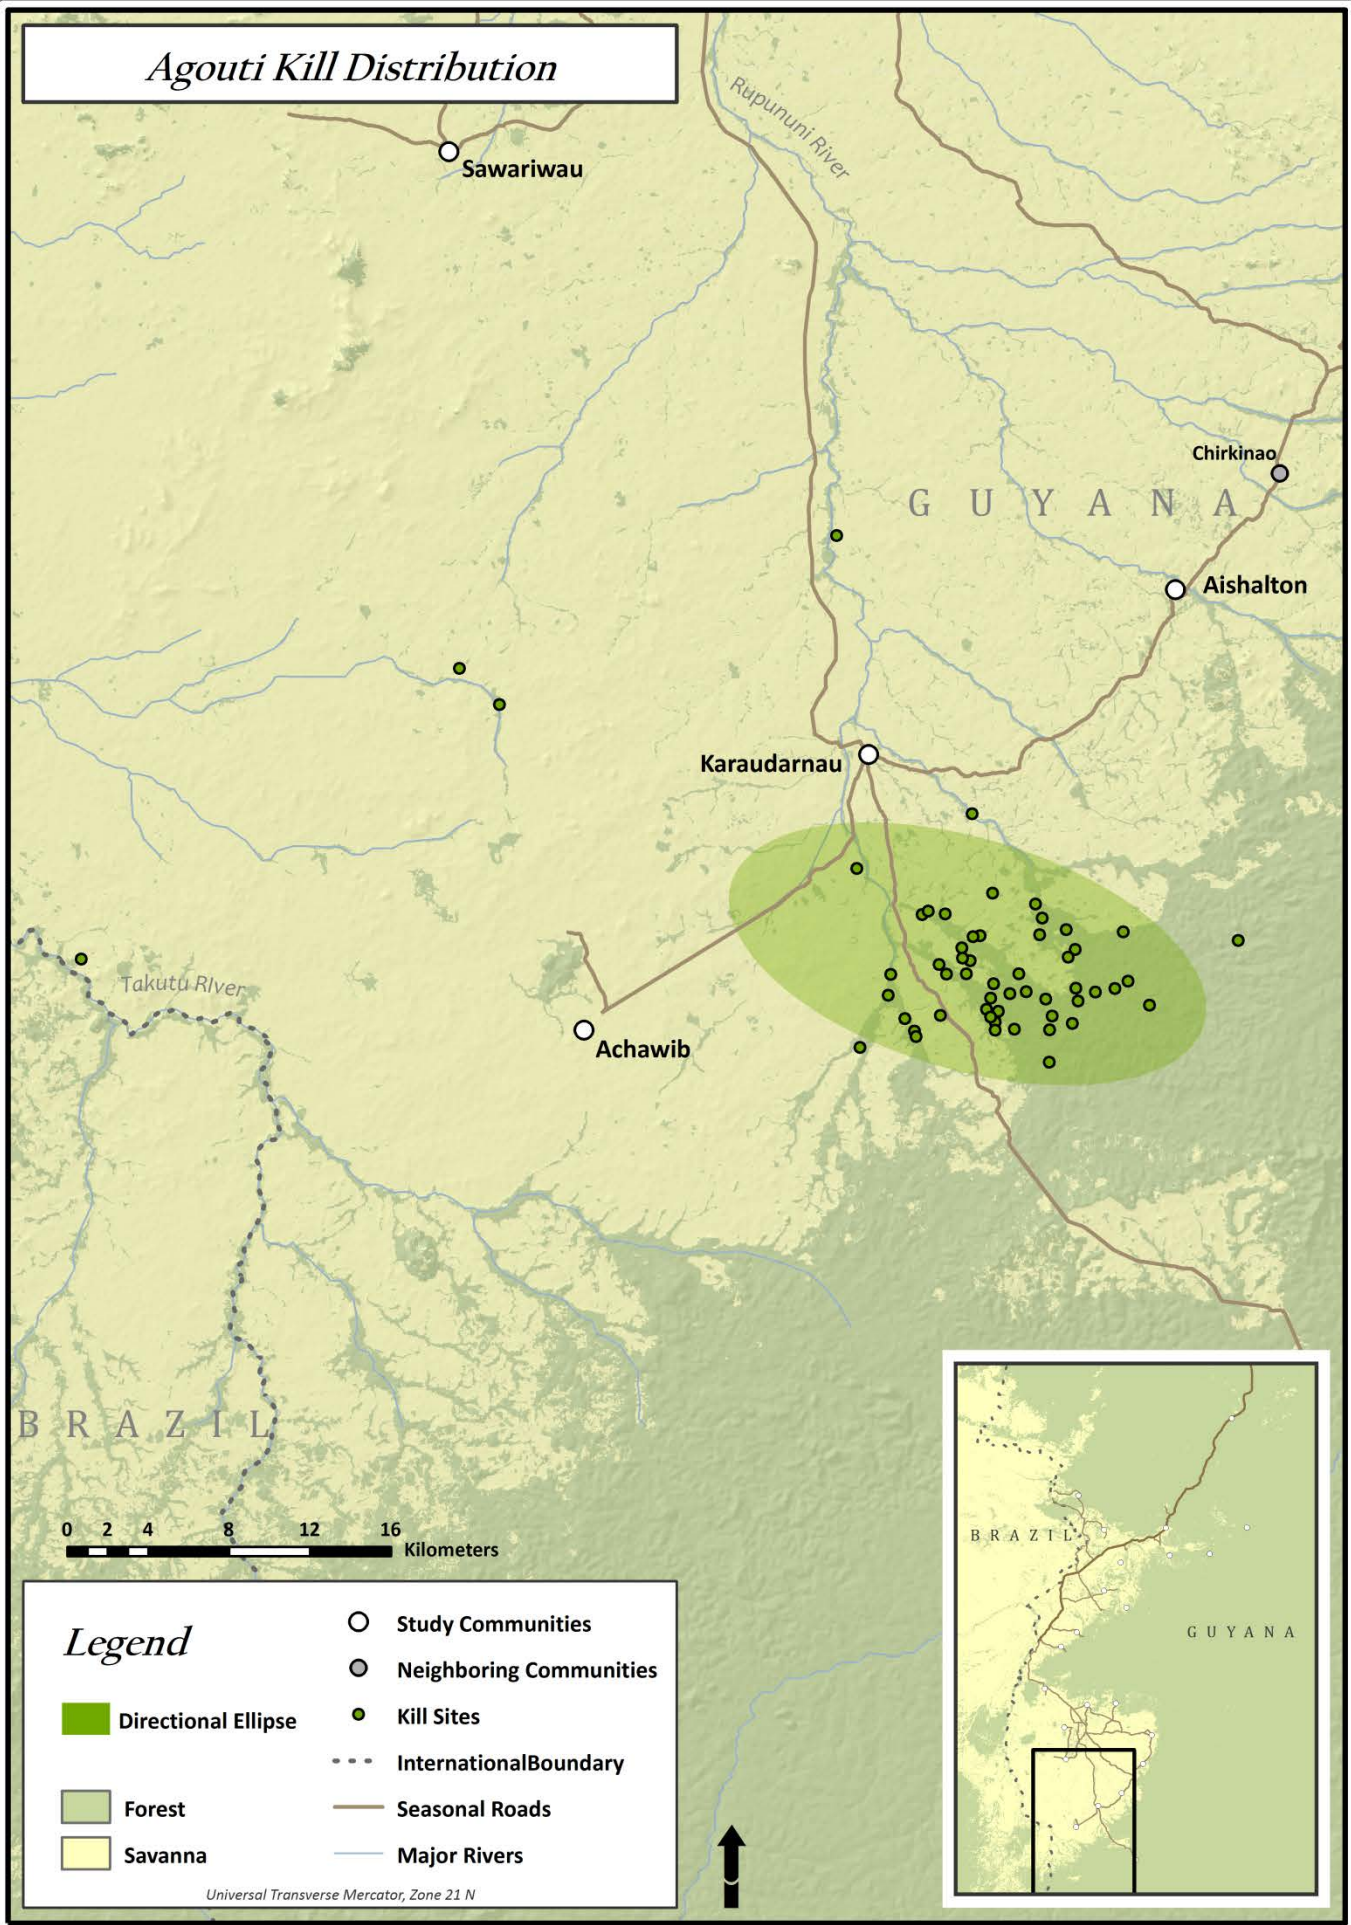 Agouti Kill Distribution
Rupununi River
Sawariwau
Chirkinao
G U Y A N A
Aishalton
Karaudarnau
Takutu RIver
Achawib
B R A Z I L
0 2 4 8 12 16
Kilometers
Legend
Directional Ellipse
Forest
Savanna
Study Communities
Neighboring Communities
Kill Sites
InternationalBoundary
Seasonal Roads
Major Rivers
Universal Transverse Mercator, Zone 21 N
B R A Z I L
G U Y A N A